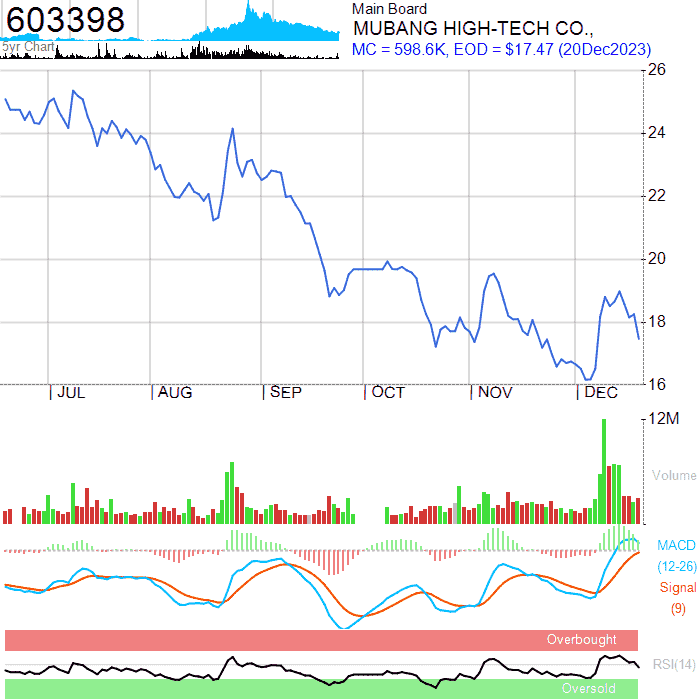 603398
5yr Chart
Main Board
MUBANG HIGH-TECH CO.,
MC = 598.6K, EOD = $17.47 (20Dec2023)
26
24
22
20
18
16
JUL
AUG
SEP
OCT
NOV
DEC
12M
Volume
MACD
(12-26)
Signal
(9)
Overbought
RSI(14)
Oversold